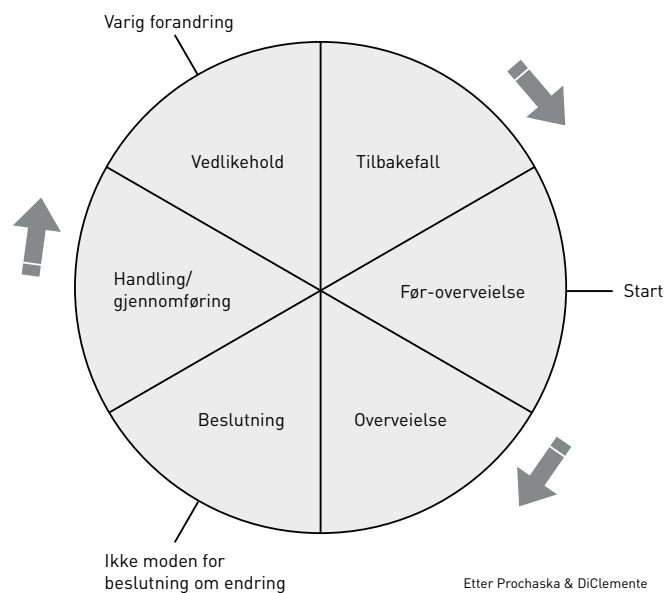 Varig forandring
Vedlikehold
Tilbakefall
Handling/
gjennomføring
Før-overveielse
Start
Beslutning
Overveielse
Ikke moden for
beslutning om endring
Etter Prochaska & DiClemente